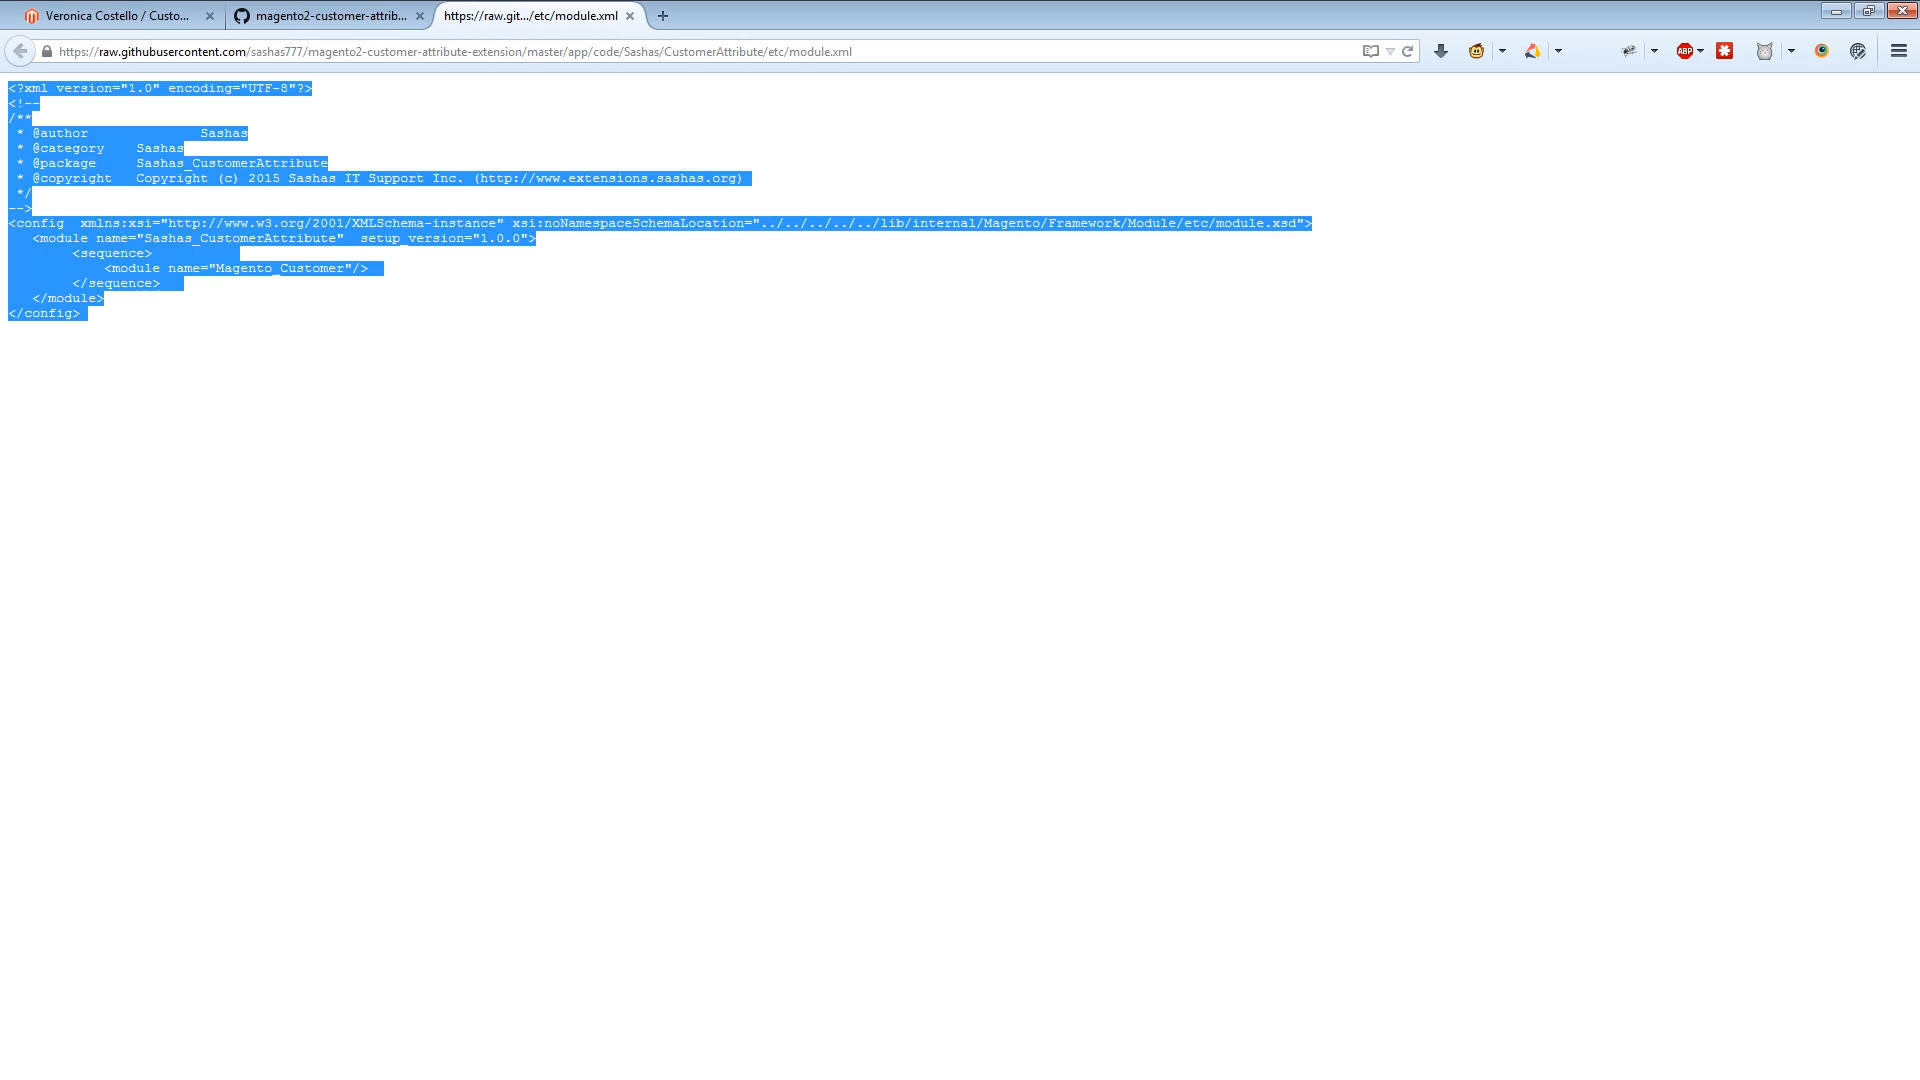 Veronica Costello / Custo...
magento2-customer-attrib...
https://raw.git.../etc/module.xml
https://raw.githubusercontent.com/sashas777/magento2-customer-attribute-extension/master/app/code/Sashas/CustomerAttribute/etc/module.xml
ABP
<?xml version="1.0" encoding="UTF-8"?>
<!--
/**
 * @author              Sashas
 * @category    Sashas
 * @package     Sashas_CustomerAttribute
 * @copyright   Copyright (c) 2015 Sashas IT Support Inc. (http://www.extensions.sashas.org)
 */
-->
<config  xmlns:xsi="http://www.w3.org/2001/XMLSchema-instance" xsi:noNamespaceSchemaLocation="../../../../../lib/internal/Magento/Framework/Module/etc/module.xsd">
   <module name="Sashas_CustomerAttribute"  setup_version="1.0.0">
        <sequence>
            <module name="Magento_Customer"/>
        </sequence>
   </module>
</config>